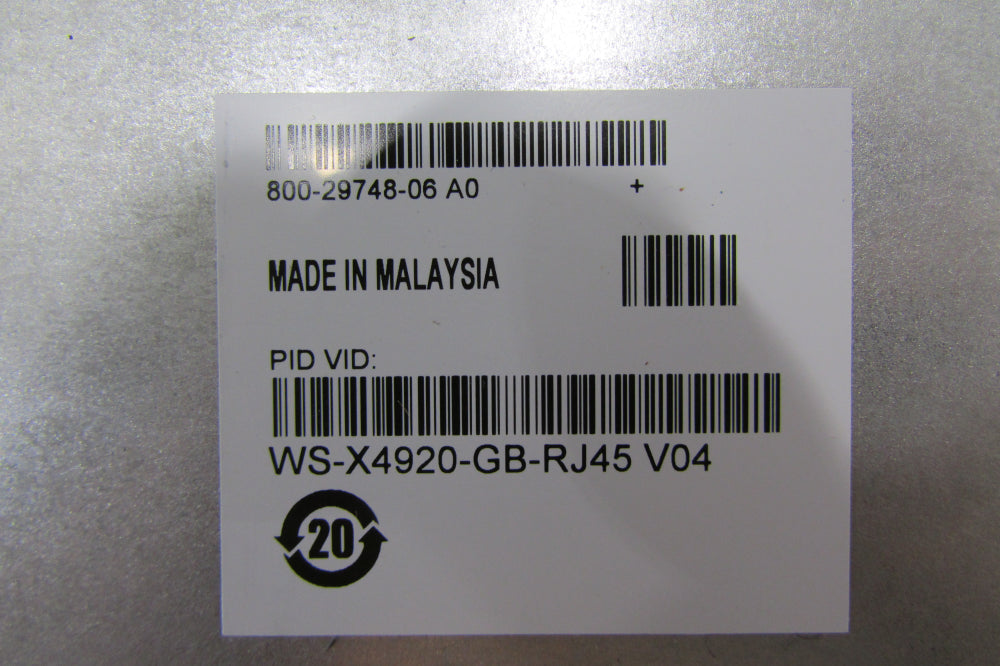 800-29748-06 A0 +
MADE IN MALAYSIA
PID VID:
WS-X4920-GB-RJ45 V04
20